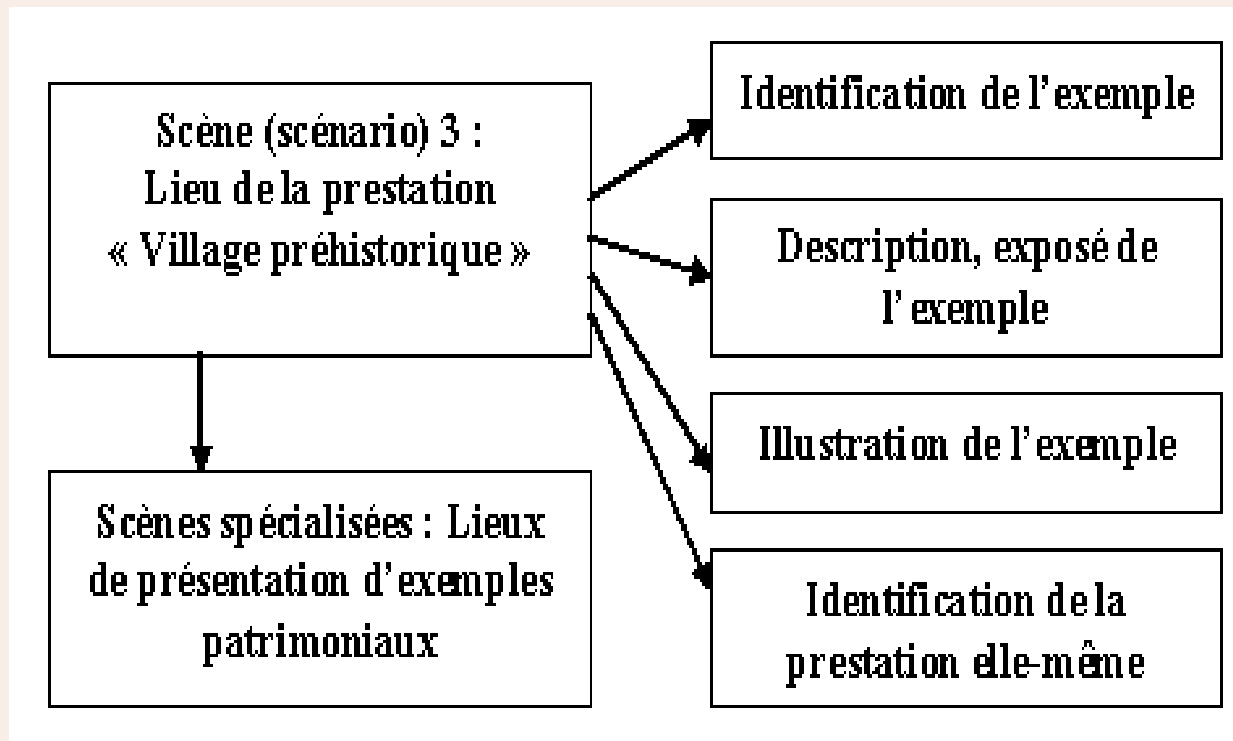 Scène (scénario) 3 :
Lieu de la prestation
« Village préhistorique »
Scènes spécialisées : Lieux
de présentation d'exemples
patrimoniaux
Identification de l'exemple
Description, exposé de
l'exemple
Illustration de l'exemple
Identification de la
prestation elle-même